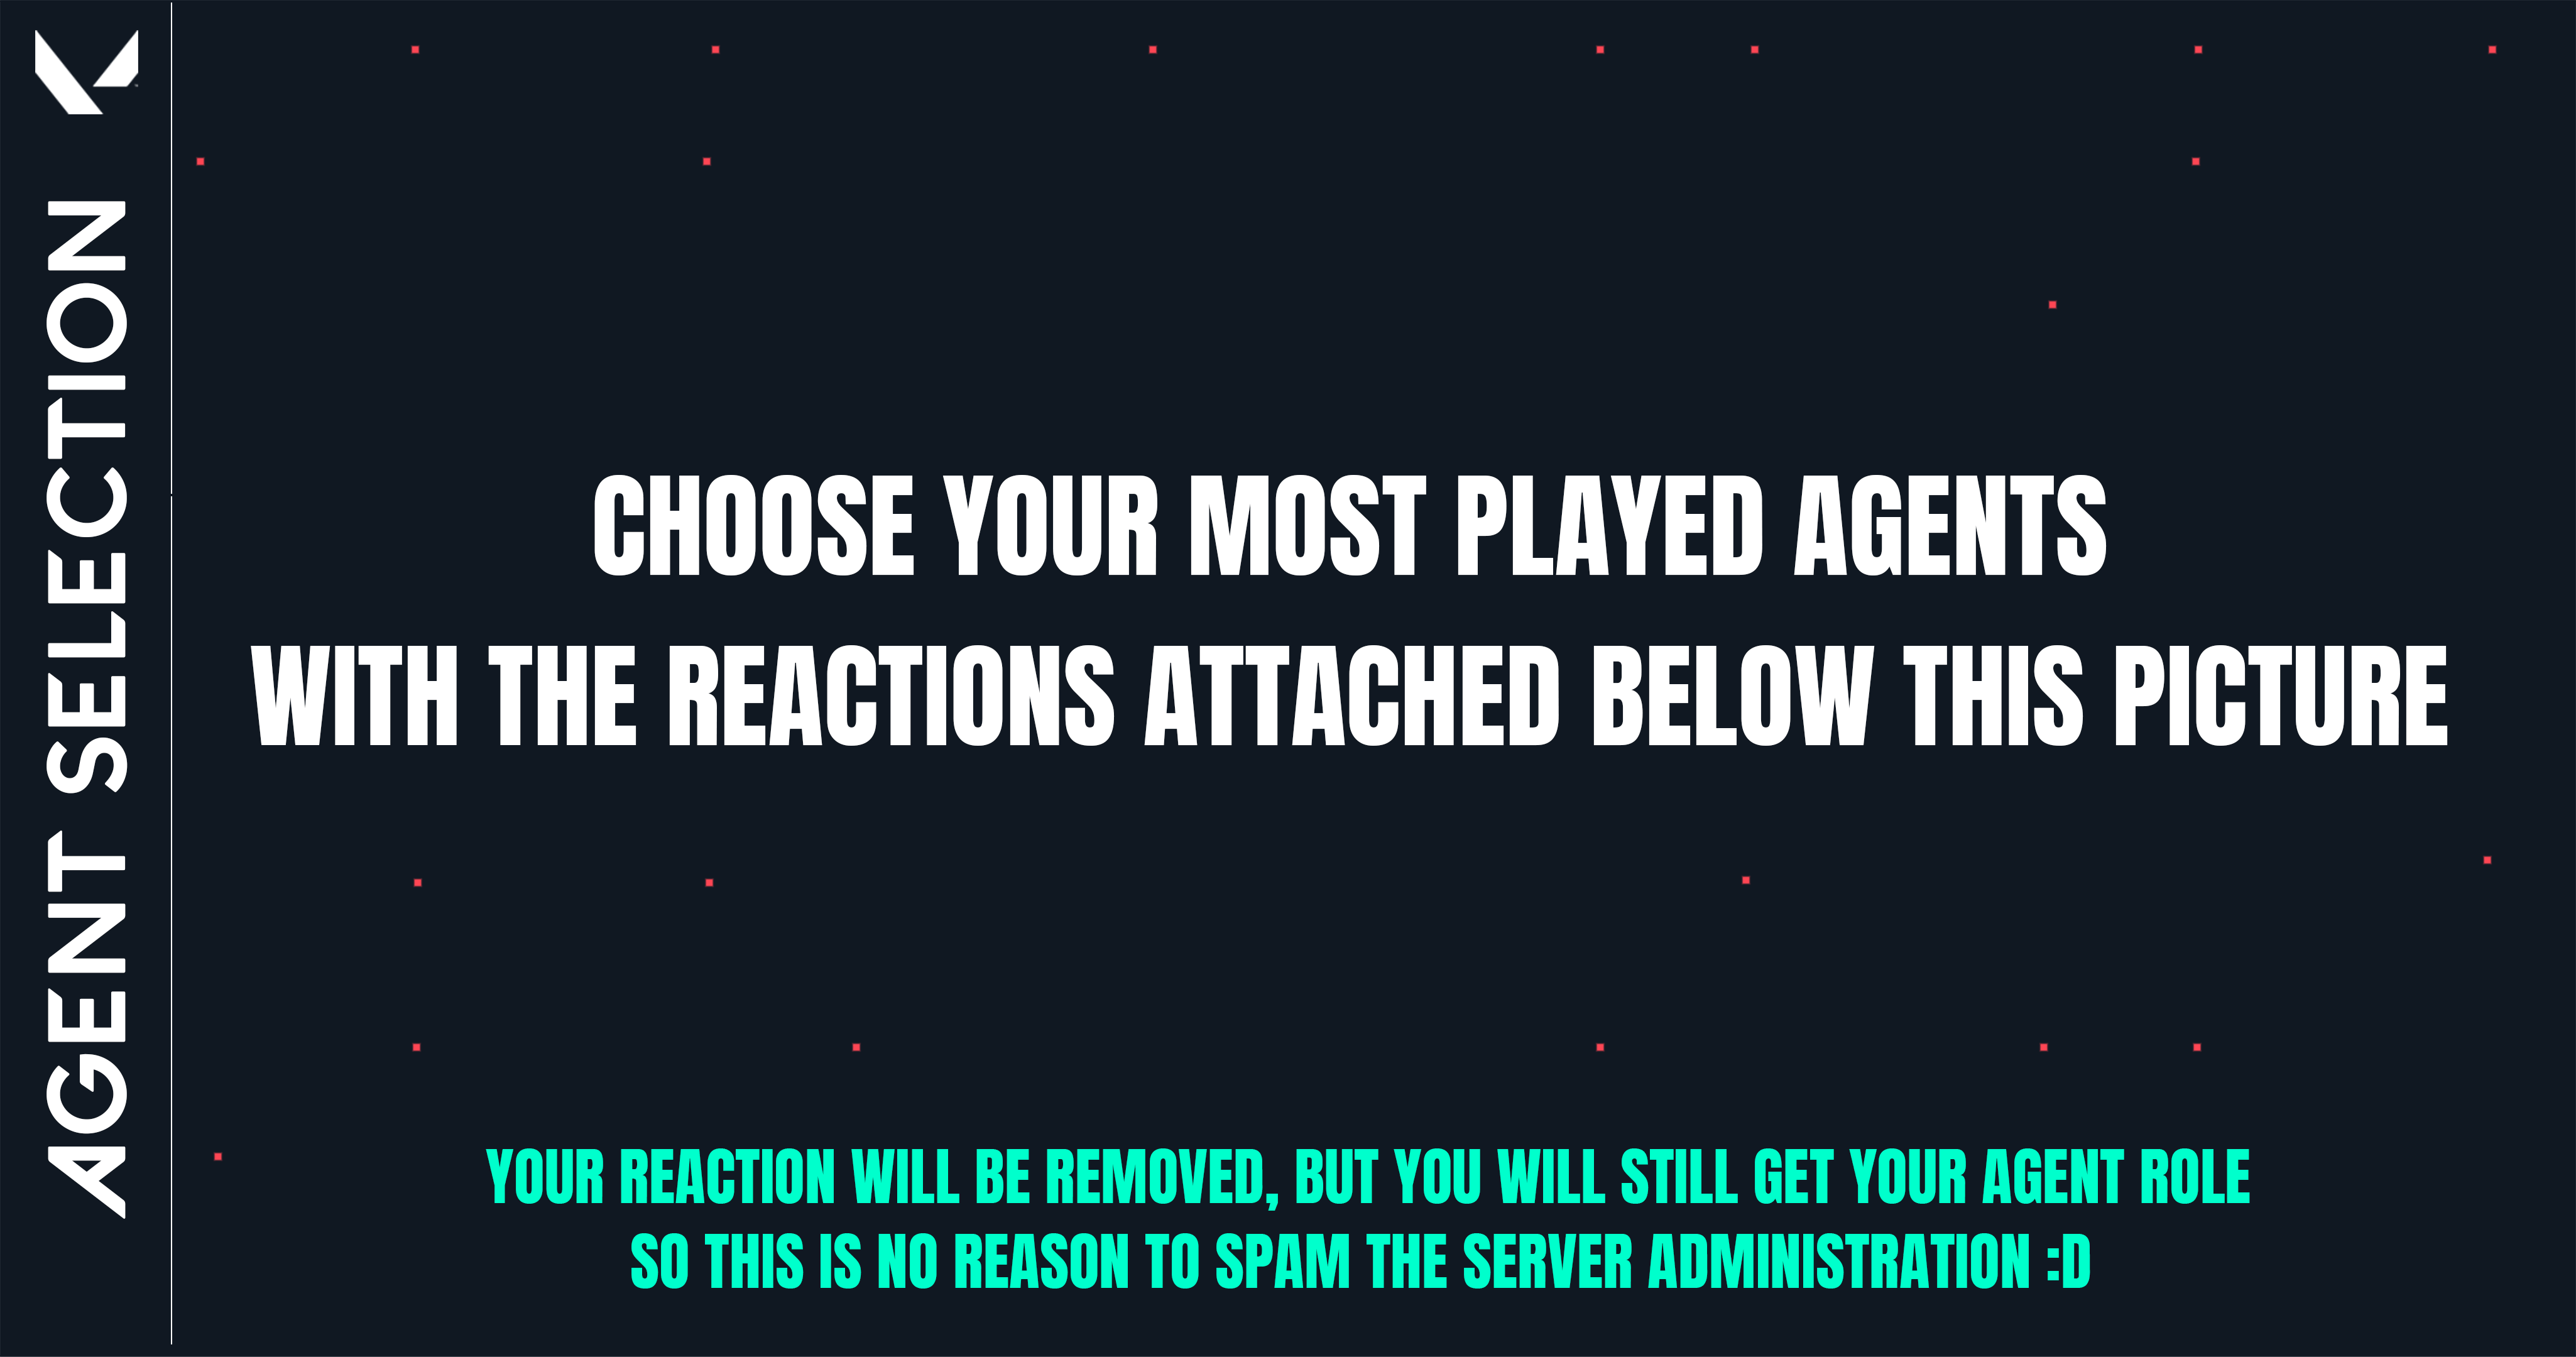 AGENT SELECTION
CHOOSE YOUR MOST PLAYED AGENTS
WITH THE REACTIONS ATTACHED BELOW THIS PICTURE
YOUR REACTION WILL BE REMOVED, BUT YOU WILL STILL GET YOUR AGENT ROLE
SO THIS IS NO REASON TO SPAM THE SERVER ADMINISTRATION :D